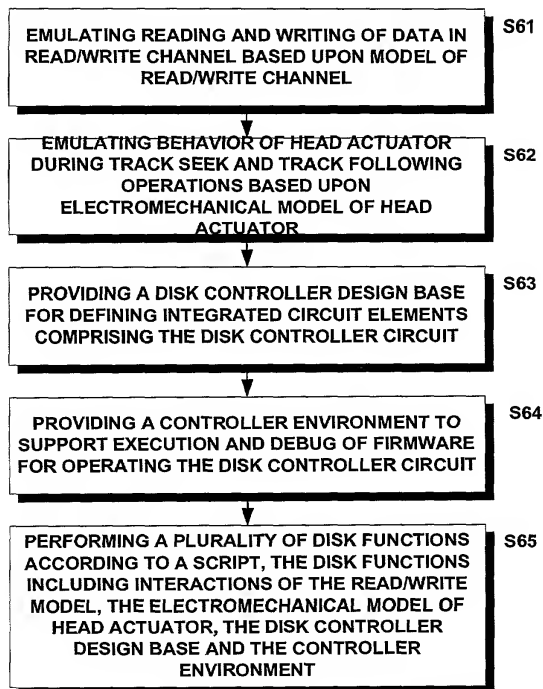 EMULATING READING AND WRITING OF DATA IN
READ/WRITE CHANNEL BASED UPON MODEL OF
READ/WRITE CHANNEL
S61
EMULATING BEHAVIOR OF HEAD ACTUATOR
DURING TRACK SEEK AND TRACK FOLLOWING
OPERATIONS BASED UPON
ELECTROMECHANICAL MODEL OF HEAD
ACTUATOR
S62
PROVIDING A DISK CONTROLLER DESIGN BASE
FOR DEFINING INTEGRATED CIRCUIT ELEMENTS
COMPRISING THE DISK CONTROLLER CIRCUIT
S63
PROVIDING A CONTROLLER ENVIRONMENT TO
SUPPORT EXECUTION AND DEBUG OF FIRMWARE
FOR OPERATING THE DISK CONTROLLER CIRCUIT
S64
PERFORMING A PLURALITY OF DISK FUNCTIONS
ACCORDING TO A SCRIPT, THE DISK FUNCTIONS
INCLUDING INTERACTIONS OF THE READ/WRITE
MODEL, THE ELECTROMECHANICAL MODEL OF
HEAD ACTUATOR, THE DISK CONTROLLER
DESIGN BASE AND THE CONTROLLER
ENVIRONMENT
S65